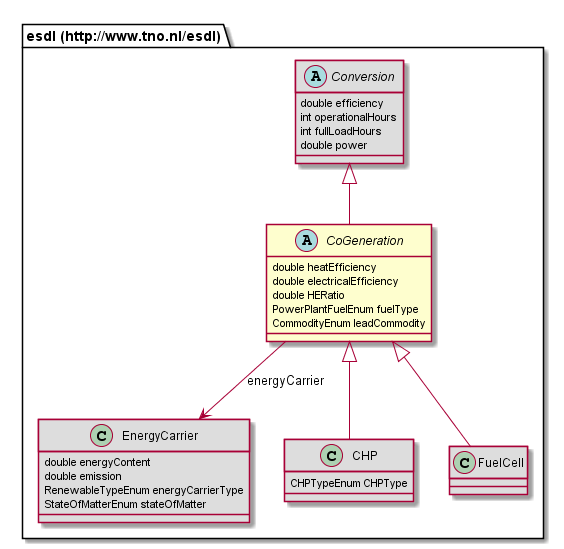 esdl (http://www.tno.nl/esdl)
A Conversion
double efficiency
int operationalHours
int fullLoadHours
double power
A CoGeneration
double heatEfficiency
double electricalEfficiency
double HERatio
PowerPlantFuelEnum fuelType
CommodityEnum leadCommodity
energyCarrier
C EnergyCarrier
double energyContent
double emission
RenewableTypeEnum energyCarrierType
StateOfMatterEnum stateOfMatter
C CHP
CHPTypeEnum CHPType
C FuelCell